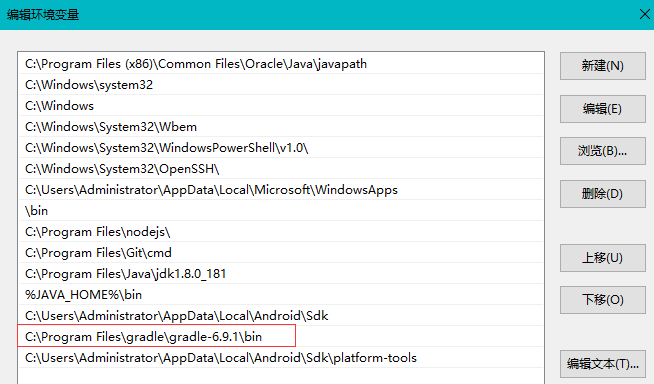 编辑环境变量
C:\Program Files (x86)\Common Files\Oracle\Java\javapath
C:\Windows\system32
C:\Windows
C:\Windows\System32\Wbem
C:\Windows\System32\WindowsPowerShell\v1.0\
C:\Windows\System32\OpenSSH\
C:\Users\Administrator\AppData\Local\Microsoft\WindowsApps
\bin
C:\Program Files\nodejs\
C:\Program Files\Git\cmd
C:\Program Files\Java\jdk1.8.0_181
%JAVA_HOME%\bin
C:\Users\Administrator\AppData\Local\Android\Sdk
C:\Program Files\gradle\gradle-6.9.1\bin
C:\Users\Administrator\AppData\Local\Android\Sdk\platform-tools
新建(N)
编辑(E)
浏览(B)...
删除(D)
上移(U)
下移(O)
编辑文本(T)...